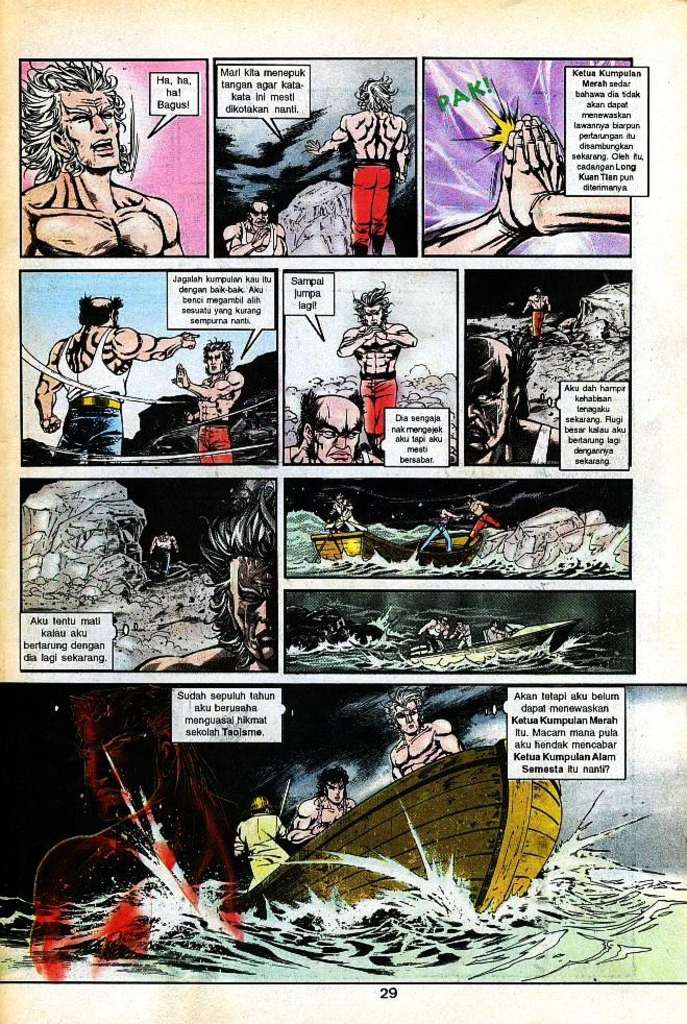 Ha, ha,
ha!
Bagus!
Mari kita menepuk
tangan agar kata-
kata ini mesti
dikotakan nanti.
PAK!
Ketua Kumpulan
Merah sedar
bahawa dia tidak
akan dapat
menewaskan
lawannya biarpun
pertarungan itu
disambungkan
sekarang. Oleh itu,
cadangan Long
Kuan Tian pun
diterimanya.
Jagalah kumpulan kau itu
dengan baik-baik. Aku
benci megambil alih
sesuatu yang kurang
sempurna nanti.
Sampai
jumpa
lagi!
Dia sengaja
nak mengejek
aku tapi aku
mesti
bersabar.
Aku dah hampir
kehabisan
tenagaku
sekarang. Rugi
besar kalau aku
bertarung lagi
dengannya
sekarang.
Aku tentu mati
kalau aku
bertarung dengan
dia lagi sekarang.
Sudah sepuluh tahun
aku berusaha
menguasai hikmat
sekolah Taoisme.
Akan tetapi aku belum
dapat menewaskan
Ketua Kumpulan Merah
itu. Macam mana pula
aku hendak mencabar
Ketua Kumpulan Alam
Semesta itu nanti?
29